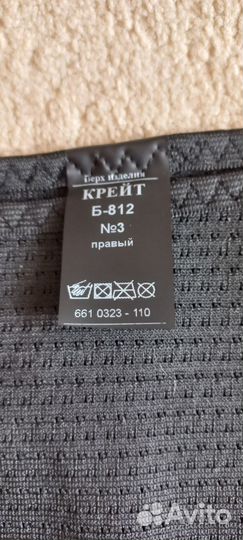 Верх Изделия
КРЕЙТ
Б-812
№3
правый
661 0323 - 110
Avito